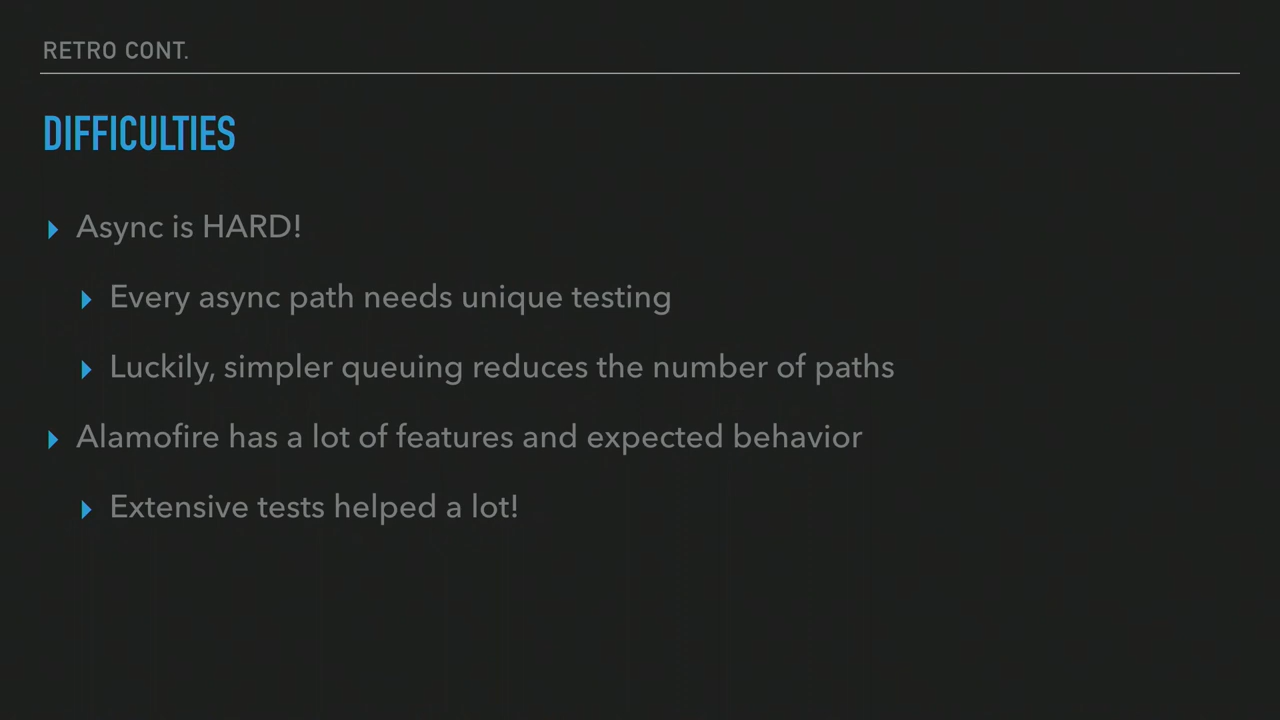 RETRO CONT.
DIFFICULTIES
Async is HARD!
Every async path needs unique testing
Luckily, simpler queuing reduces the number of paths
Alamofire has a lot of features and expected behavior
Extensive tests helped a lot!